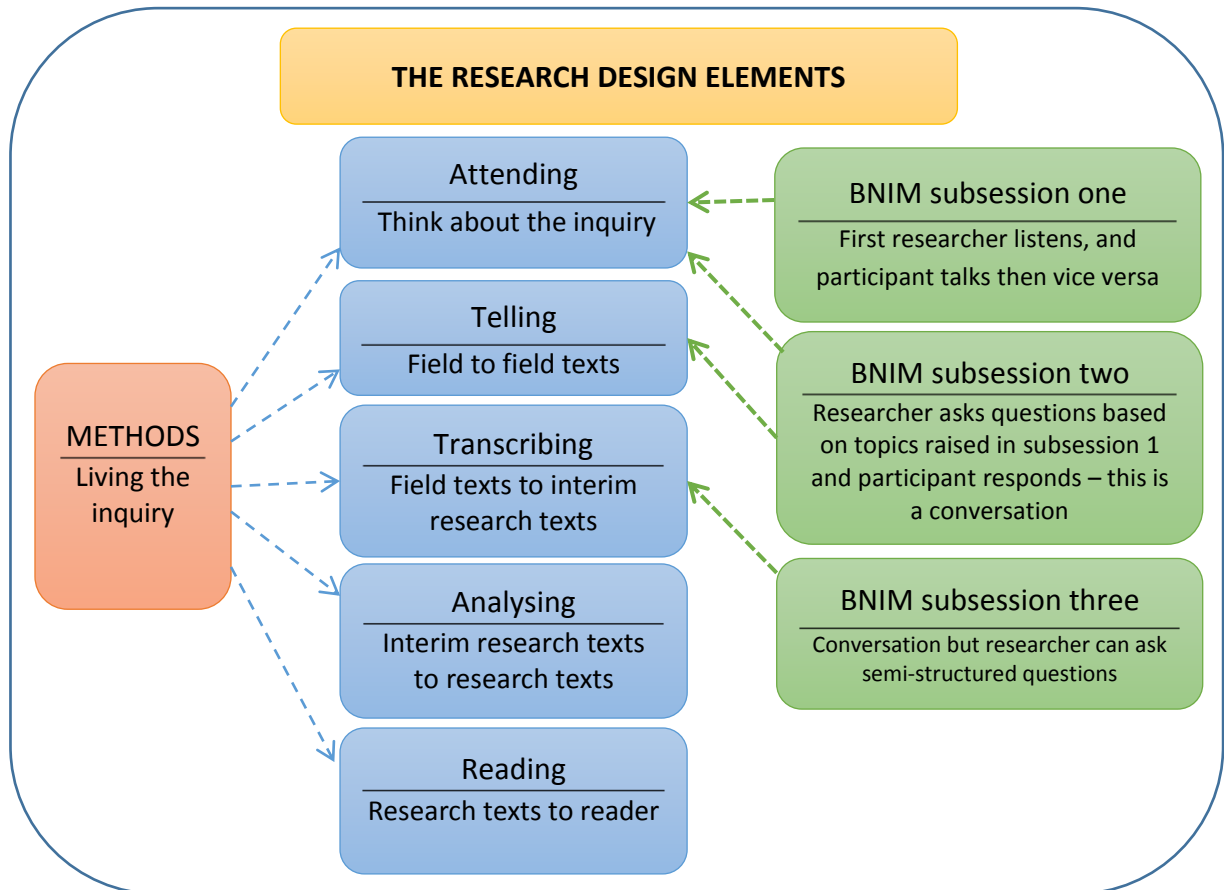 THE RESEARCH DESIGN ELEMENTS
METHODS
Living the
inquiry
Attending
Think about the inquiry
Telling
Field to field texts
Transcribing
Field texts to interim
research texts
Analysing
Interim research texts
to research texts
Reading
Research texts to reader
BNIM subsession one
First researcher listens, and
participant talks then vice versa
BNIM subsession two
Researcher asks questions based
on topics raised in subsession 1
and participant responds – this is
a conversation
BNIM subsession three
Conversation but researcher can ask
semi-structured questions